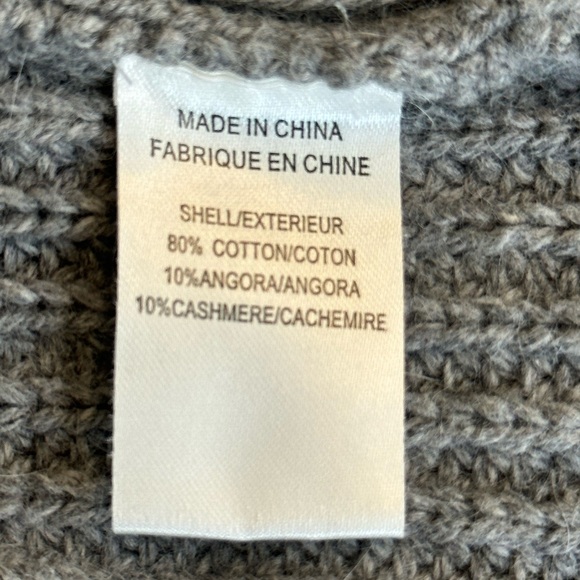 MADE IN CHINA
FABRIQUE EN CHINE
SHELL/EXTERIEUR
80% COTTON/COTON
10%ANGORA/ANGORA
10%CASHMERE/CACHEMIRE